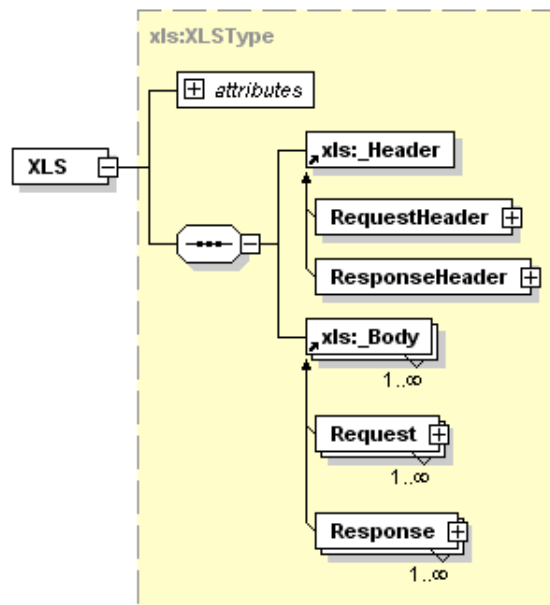 xls:XLSType
attributes
XLS
xls:_Header
RequestHeader
ResponseHeader
xls:_Body
1..∞
Request
1..∞
Response
1..∞